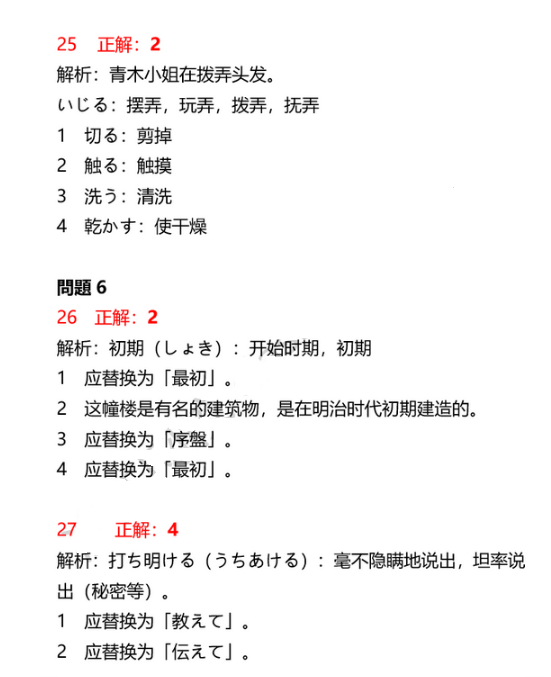 25 正解：2
解析：青木小姐在拨弄头发。
いじる：摆弄，玩弄，拨弄，抚弄
1 切る：剪掉
2 触る：触摸
3 洗う：清洗
4 乾かす：使干燥
問題 6
26 正解：2
解析：初期（しょき）：开始时期，初期
1 应替换为「最初」。
2 这幢楼是有名的建筑物，是在明治时代初期建造的。
3 应替换为「序盤」。
4 应替换为「最初」。
27 正解：4
解析：打ち明ける（うちあける）：毫不隐瞒地说出，坦率说
出（秘密等）。
1 应替换为「教えて」。
2 应替换为「伝えて」。